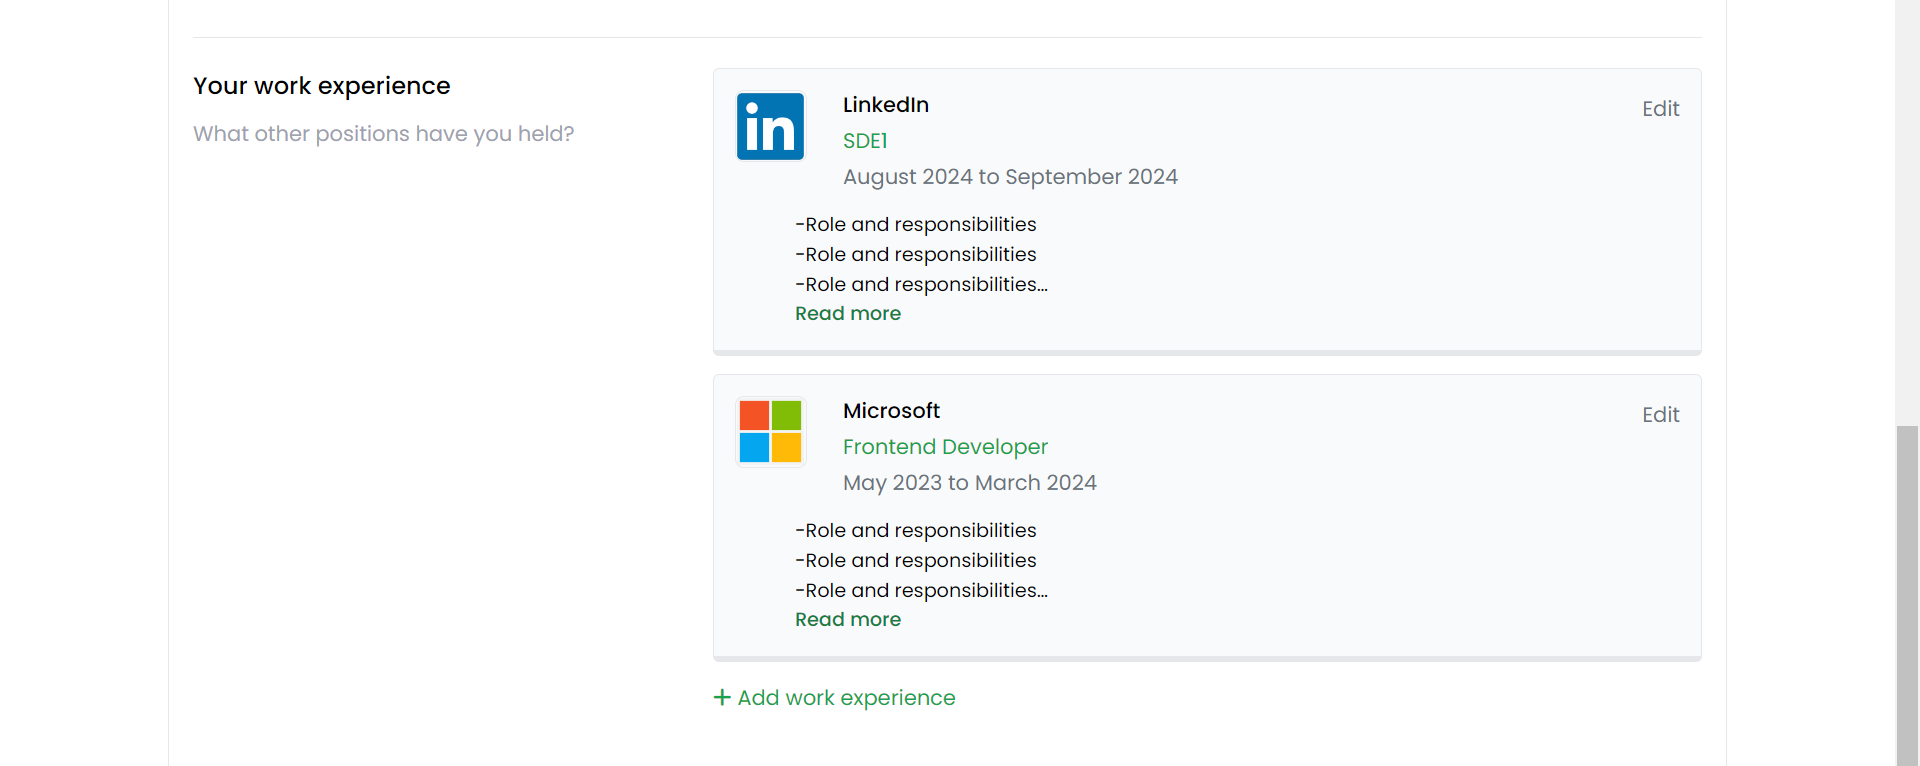 Your work experience
What other positions have you held?
in
LinkedIn
Edit
SDE1
August 2024 to September 2024
-Role and responsibilities
-Role and responsibilities
-Role and responsibilities...
Read more
Microsoft
Edit
Frontend Developer
May 2023 to March 2024
-Role and responsibilities
-Role and responsibilities
-Role and responsibilities...
Read more
+ Add work experience